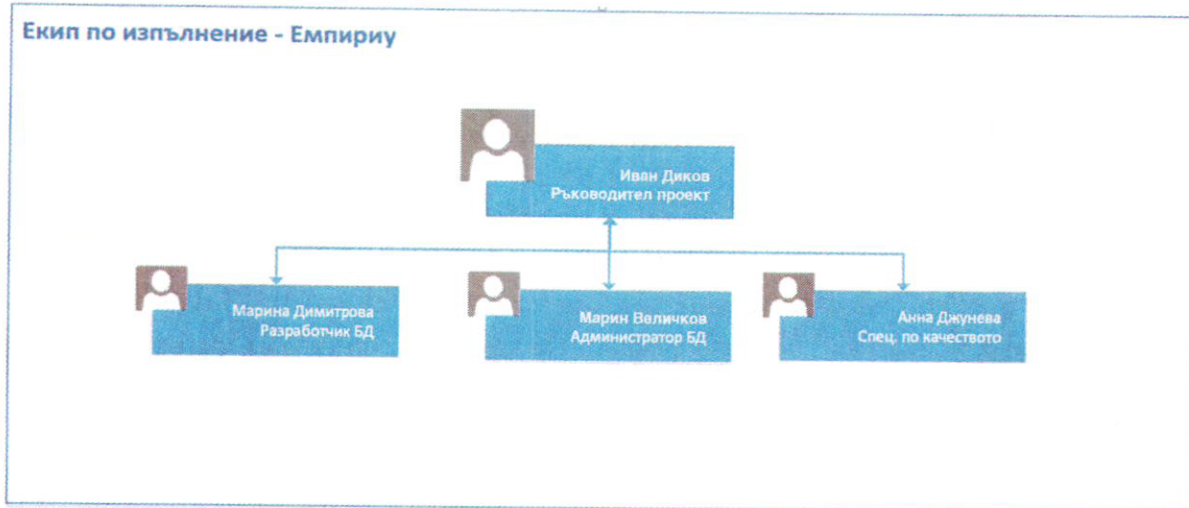 Екип по изпълнение - Емпириу
Иван Диков
Ръководител проект
Марина Димитрова
Разработчик БД
Марин Величков
Администратор БД
Анна Джунева
Спец. по качеството